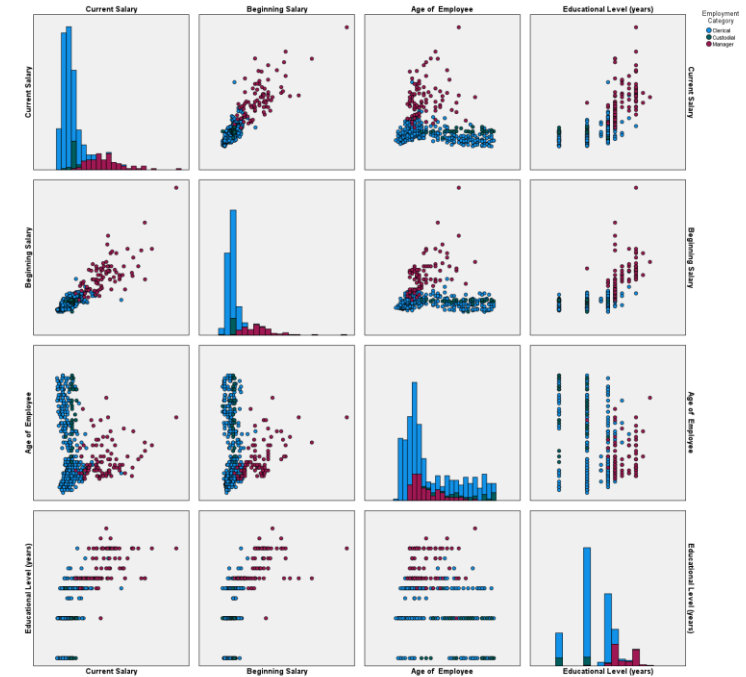 Current Salary
Beginning Salary
Age of Employee
Educational Level (years)
Employment
Category
Clerical
Custodial
Manager
Current Salary
Current Salary
Beginning Salary
Beginning Salary
Age of Employee
Age of Employee
Educational Level (years)
Educational Level (years)
Current Salary
Beginning Salary
Age of Employee
Educational Level (years)